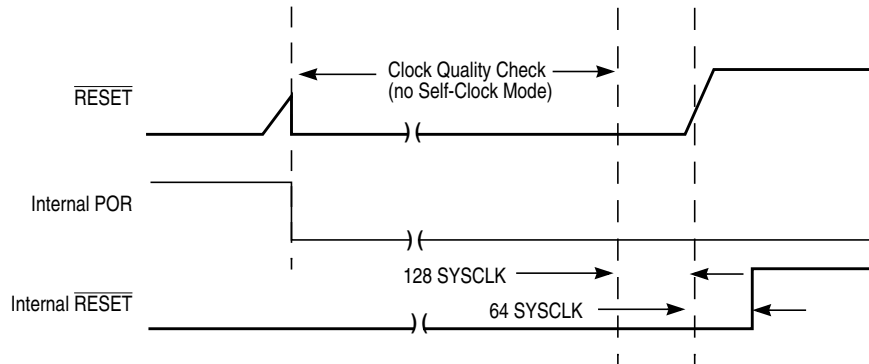 Clock Quality Check
(no Self-Clock Mode)
RESET
)(
Internal POR
)(
128 SYSCLK
Internal RESET
64 SYSCLK
)(